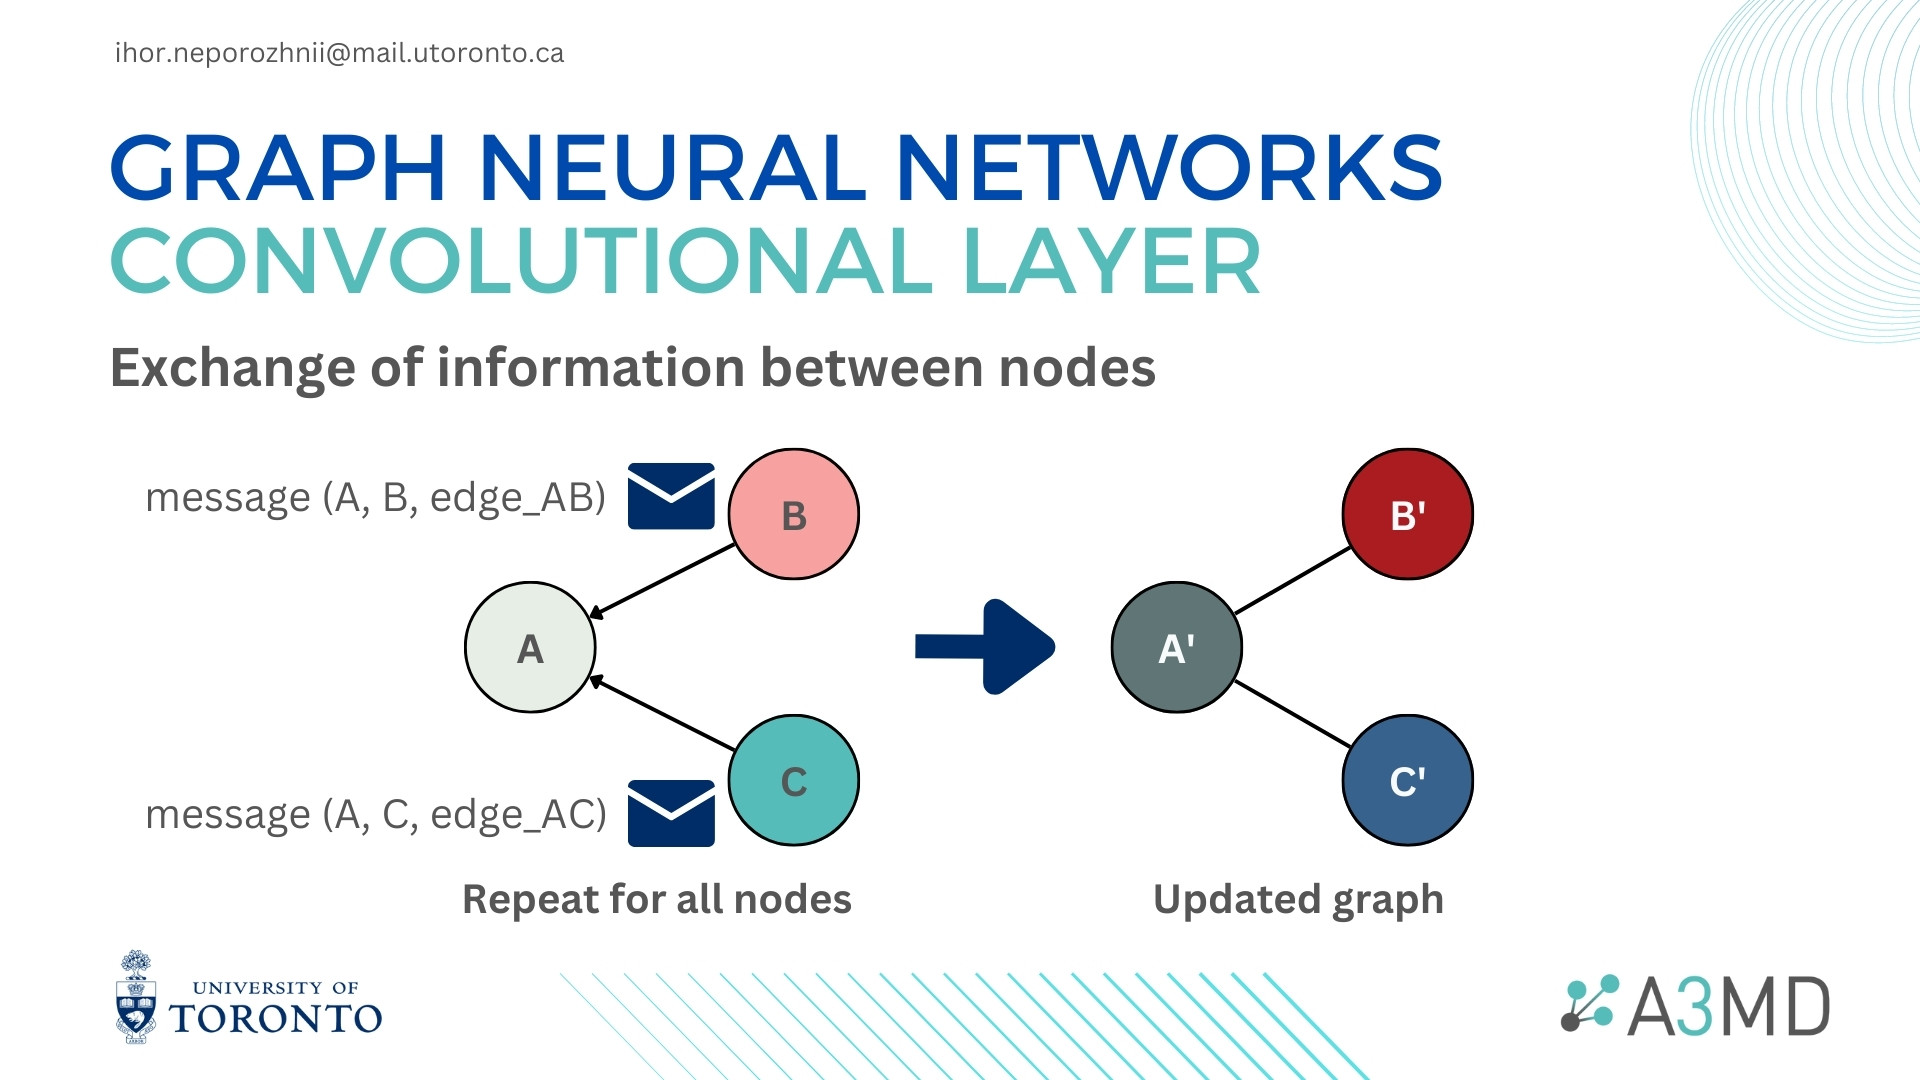 ihor.neporozhnii@mail.utoronto.ca
GRAPH NEURAL NETWORKS
CONVOLUTIONAL LAYER
Exchange of information between nodes
message (A, B, edge_AB)
B
A
message (A, C, edge_AC)
C
Repeat for all nodes
B'
A'
C'
Updated graph
UNIVERSITY OF
TORONTO
A3MD